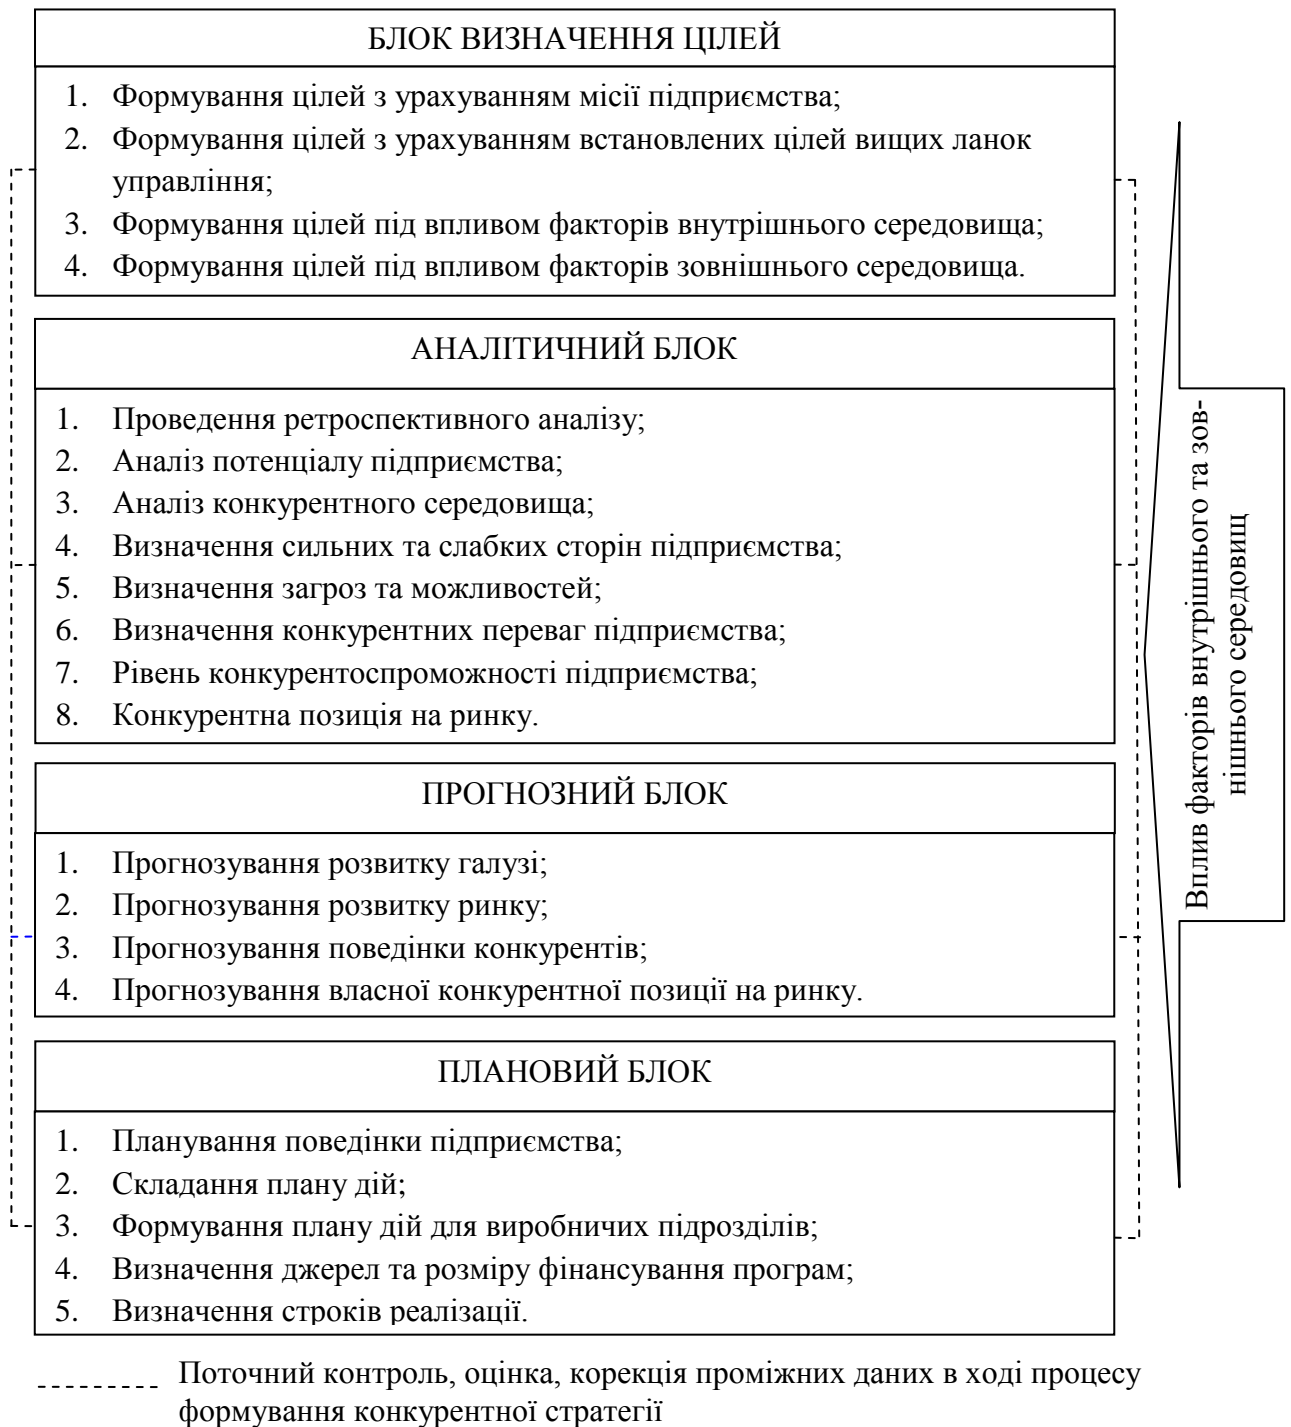 БЛОК ВИЗНАЧЕННЯ ЦІЛЕЙ
1. Формування цілей з урахуванням місії підприємства;
2. Формування цілей з урахуванням встановлених цілей вищих ланок
управління;
3. Формування цілей під впливом факторів внутрішнього середовища;
4. Формування цілей під впливом факторів зовнішнього середовища.
АНАЛІТИЧНИЙ БЛОК
1. Проведення ретроспективного аналізу;
2. Аналіз потенціалу підприємства;
3. Аналіз конкурентного середовища;
4. Визначення сильних та слабких сторін підприємства;
5. Визначення загроз та можливостей;
6. Визначення конкурентних переваг підприємства;
7. Рівень конкурентоспроможності підприємства;
8. Конкурентна позиція на ринку.
ПРОГНОЗНИЙ БЛОК
1. Прогнозування розвитку галузі;
2. Прогнозування розвитку ринку;
3. Прогнозування поведінки конкурентів;
4. Прогнозування власної конкурентної позиції на ринку.
ПЛАНОВИЙ БЛОК
1. Планування поведінки підприємства;
2. Складання плану дій;
3. Формування плану дій для виробничих підрозділів;
4. Визначення джерел та розміру фінансування програм;
5. Визначення строків реалізації.
Вплив факторів внутрішнього та зов-
нішнього середовищ
Поточний контроль, оцінка, корекція проміжних даних в ході процесу
формування конкурентної стратегії